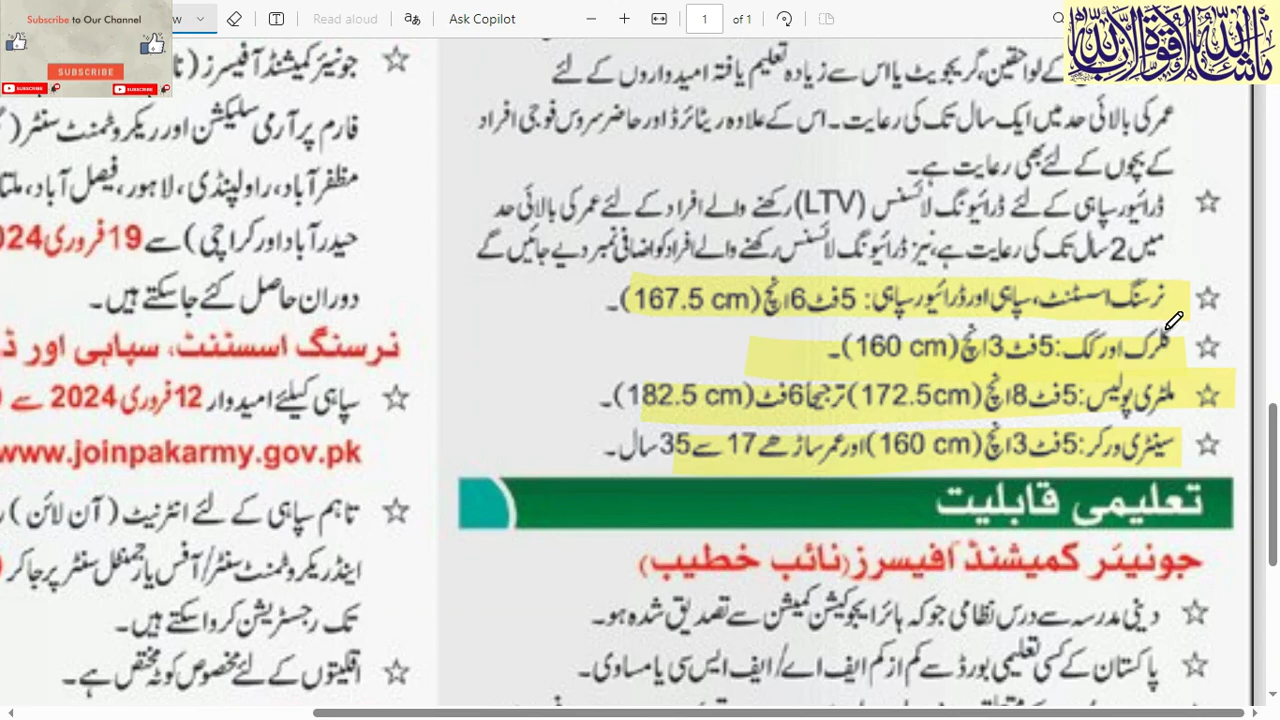 Subscribe to Our Channel
SUBSCRIBE
SUBSCRIBE
SUBSCRIBE
Read aloud
Ask Copilot
1
of 1
ماشاءاللہ
کے لواحقین، گریجویٹ یا اس سے زیادہ تعلیم یافتہ امیدواروں کے لئے
عمر کی بالائی حد میں ایک سال تک کی رعایت۔ اس کے علاوہ ریٹائرڈ اور حاضر سروس فوجی افراد
کے بچوں کے لئے بھی رعایت ہے۔
ڈرائیور سپاہی کے لئے ڈرائیونگ لائسنس (LTV) رکھنے والے افراد کے لئے عمر کی بالائی حد
میں 2 سال تک کی رعایت ہے، نیز ڈرائیونگ لائسنس رکھنے والے افراد کو اضافی نمبر دیے جائیں گے
نرسنگ اسسٹنٹ، سپاہی اور ڈرائیور سپاہی: 5 فٹ 6 انچ (167.5 cm)۔
کلرک اور کک: 5 فٹ 3 انچ (160 cm)۔
ملٹری پولیس: 5 فٹ 8 انچ (172.5cm) ترجیحاً 6 فٹ (182.5 cm)۔
سینٹری ورکر: 5 فٹ 3 انچ (160 cm) اور عمر ساڑھے 17 سے 35 سال۔
تعلیمی قابلیت
جونیئر کمیشنڈ آفیسرز (نائب خطیب)
دینی مدرسہ سے درس نظامی جو کہ ہائر ایجوکیشن کمیشن سے تصدیق شدہ ہو۔
پاکستان کے کسی تعلیمی بورڈ سے کم از کم ایف اے/ ایف ایس سی یا مساوی۔
جونیئر کمیشنڈ آفیسرز (نا
فارم پر آرمی سلیکشن اور ریکروٹمنٹ سنٹر (
مظفر آباد، راولپنڈی، لاہور، فیصل آباد، ملتا
حیدر آباد اور کراچی) سے 19 فروری 024
دوران حاصل کئے جا سکتے ہیں۔
نرسنگ اسسٹنٹ، سپاہی اور ڈ
سپاہی کیلئے امیدوار 12 فروری 2024 سے
www.joinpakarmy.gov.pk
تاہم سپاہی کے لئے انٹرنیٹ (آن لائن)
اینڈ ریکروٹمنٹ سنٹر/ آفس یا رجمنٹل سنٹر پر جا کر
تک رجسٹریشن کروا سکتے ہیں۔
اقلیتوں کے لئے مخصوص کوٹہ مختص ہے۔